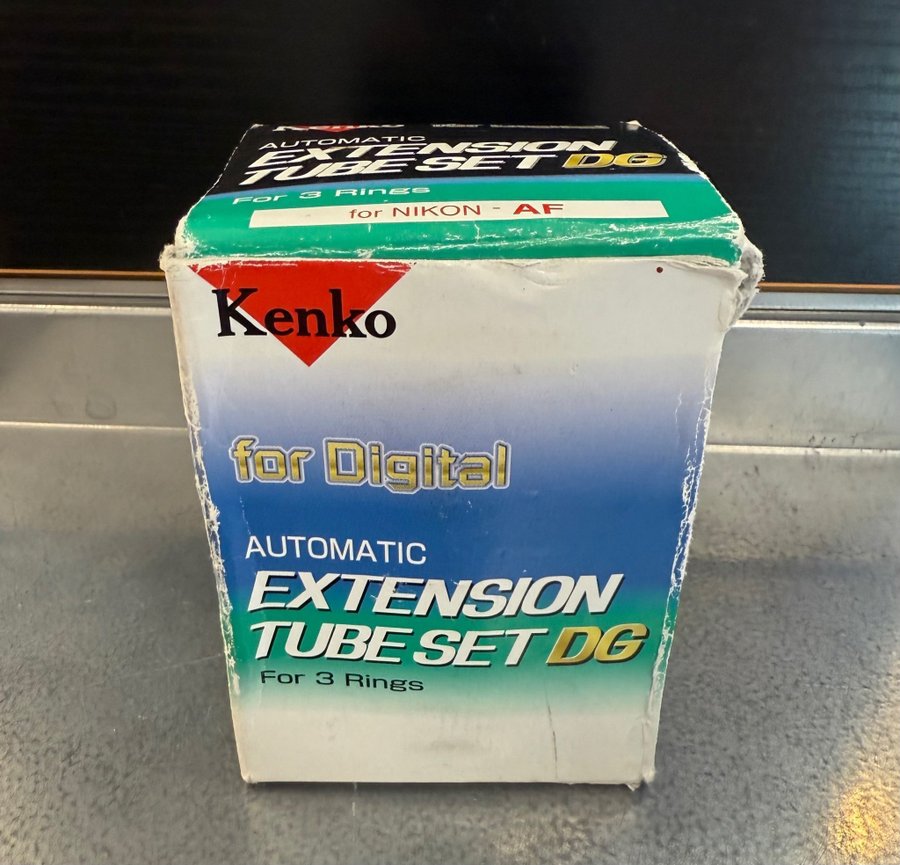 Kenko
AUTOMATIC
EXTENSION
TUBE SET DG
For 3 Rings
for NIKON - AF
Kenko
for Digital
AUTOMATIC
EXTENSION
TUBE SET DG
For 3 Rings